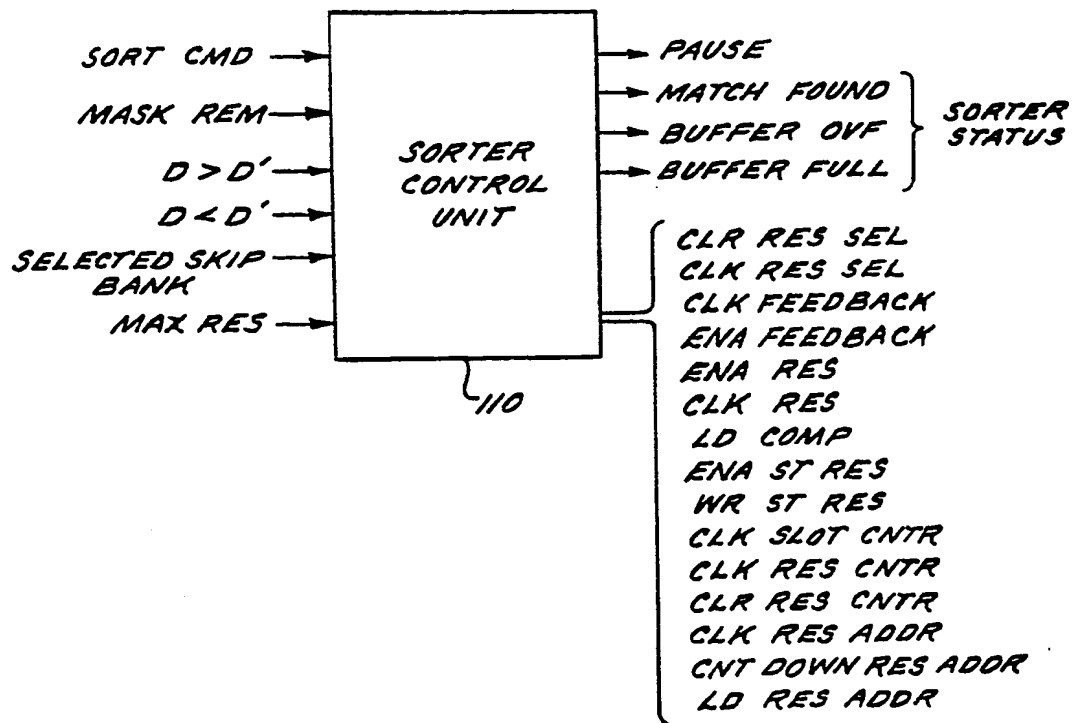 SORT CMD
MASK REM
D > D'
D < D'
SELECTED SKIP
BANK
MAX RES
SORTER
CONTROL
UNIT
110
PAUSE
MATCH FOUND
BUFFER OVF
BUFFER FULL
SORTER
STATUS
CLR RES SEL
CLK RES SEL
CLK FEEDBACK
ENA FEEDBACK
ENA RES
CLK RES
LD COMP
ENA ST RES
WR ST RES
CLK SLOT CNTR
CLK RES CNTR
CLR RES CNTR
CLK RES ADDR
CNT DOWN RES ADDR
LD RES ADDR